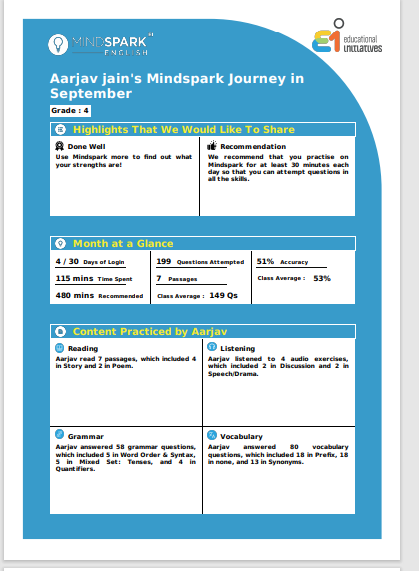 MINDSPARK
ENGLISH
educational
initiatives
Aarjav jain's Mindspark Journey in
September
Grade : 4
Highlights That We Would Like To Share
Done Well
Use Mindspark more to find out what
your strengths are!
Recommendation
We recommend that you practise on
Mindspark for at least 30 minutes each
day so that you can attempt questions in
all the skills.
Month at a Glance
4 / 30 Days of Login
115 mins Time Spent
480 mins Recommended
199 Questions Attempted
7 Passages
Class Average : 149 Qs
51% Accuracy
Class Average : 53%
Content Practiced by Aarjav
Reading
Aarjav read 7 passages, which included 4
in Story and 2 in Poem.
Listening
Aarjav listened to 4 audio exercises,
which included 2 in Discussion and 2 in
Speech/Drama.
Grammar
Aarjav answered 58 grammar questions,
which included 5 in Word Order & Syntax,
5 in Mixed Set: Tenses, and 4 in
Quantifiers.
Vocabulary
Aarjav answered 80 vocabulary
questions, which included 18 in Prefix, 18
in none, and 13 in Synonyms.